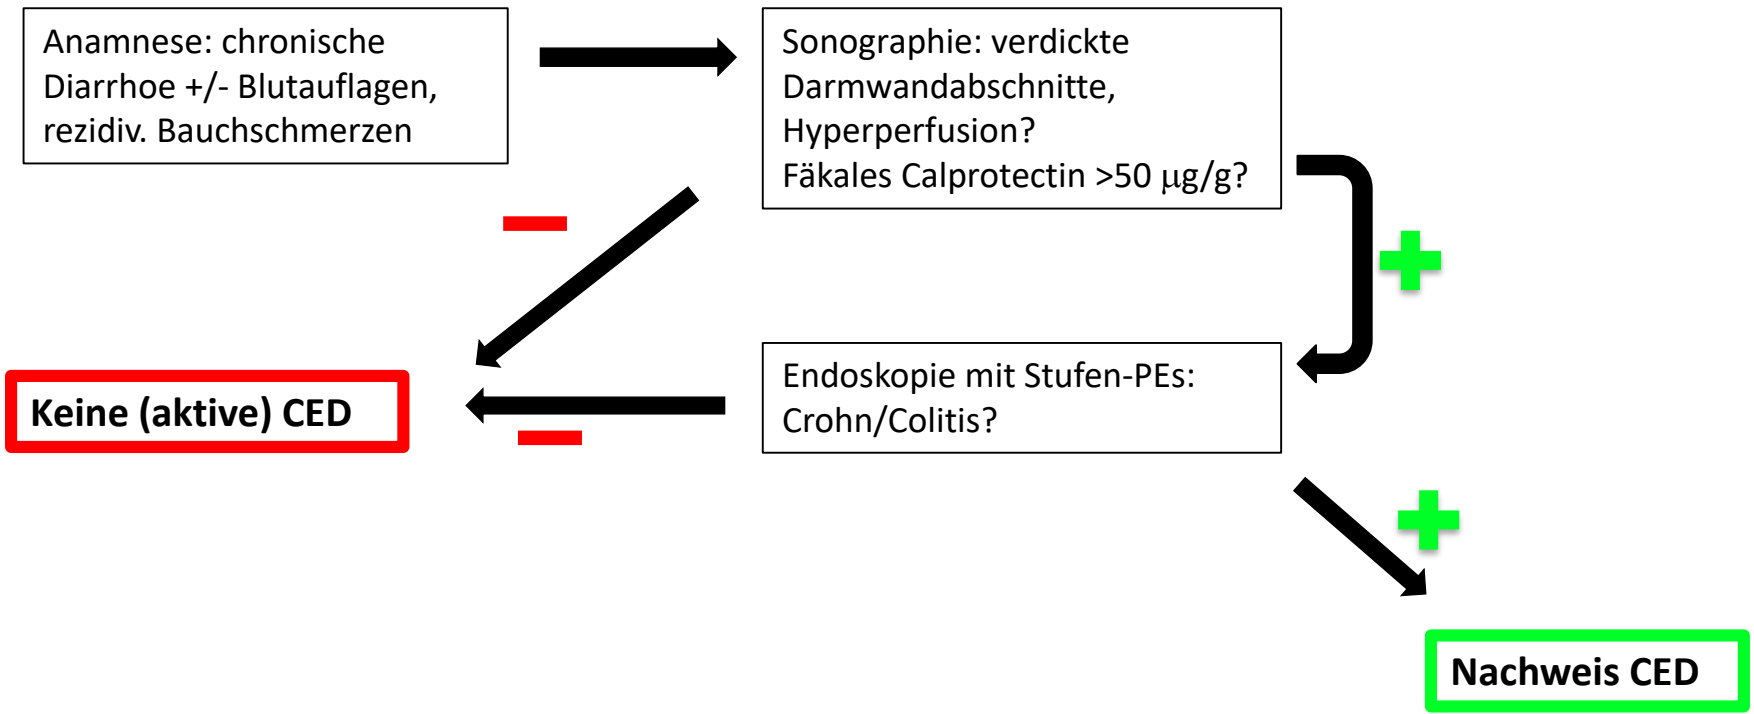 Anamnese: chronische
Diarrhoe +/- Blutauflagen,
rezidiv. Bauchschmerzen
Sonographie: verdickte
Darmwandabschnitte,
Hyperperfusion?
Fäkales Calprotectin >50 μg/g?
Keine (aktive) CED
Endoskopie mit Stufen-PEs:
Crohn/Colitis?
Nachweis CED